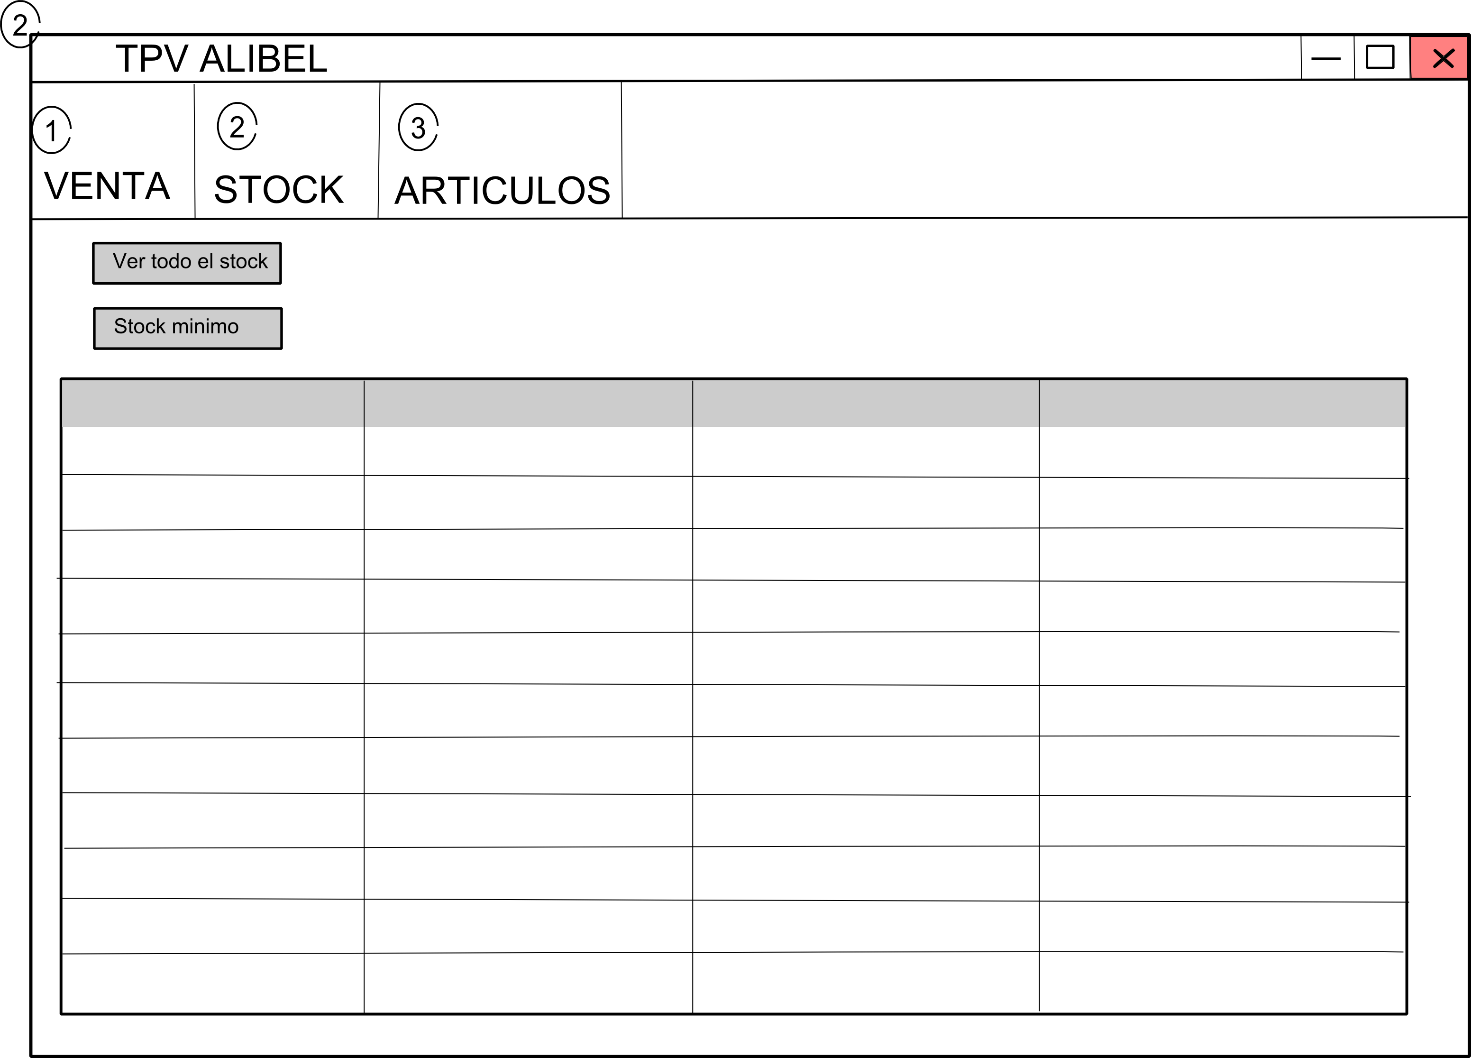 2
TPV ALIBEL
1
2
3
VENTA
STOCK
ARTICULOS
Ver todo el stock
Stock minimo